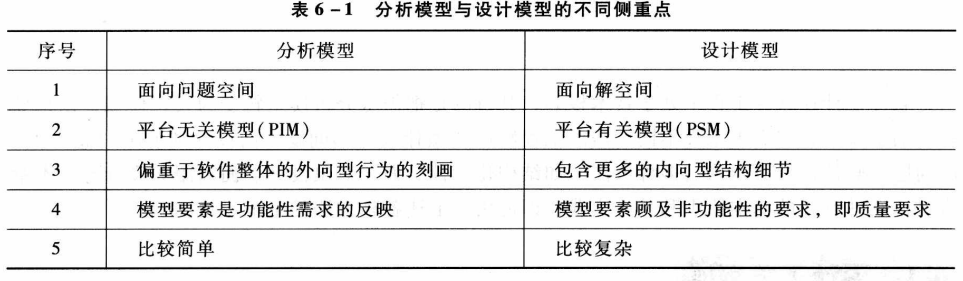 表6-1 分析模型与设计模型的不同侧重点
序号 分析模型 设计模型
1 面向问题空间 面向解空间
2 平台无关模型(PIM) 平台有关模型(PSM)
3 偏重于软件整体的外向型行为的刻画 包含更多的内向型结构细节
4 模型要素是功能性需求的反映 模型要素顾及非功能性的要求，即质量要求
5 比较简单 比较复杂